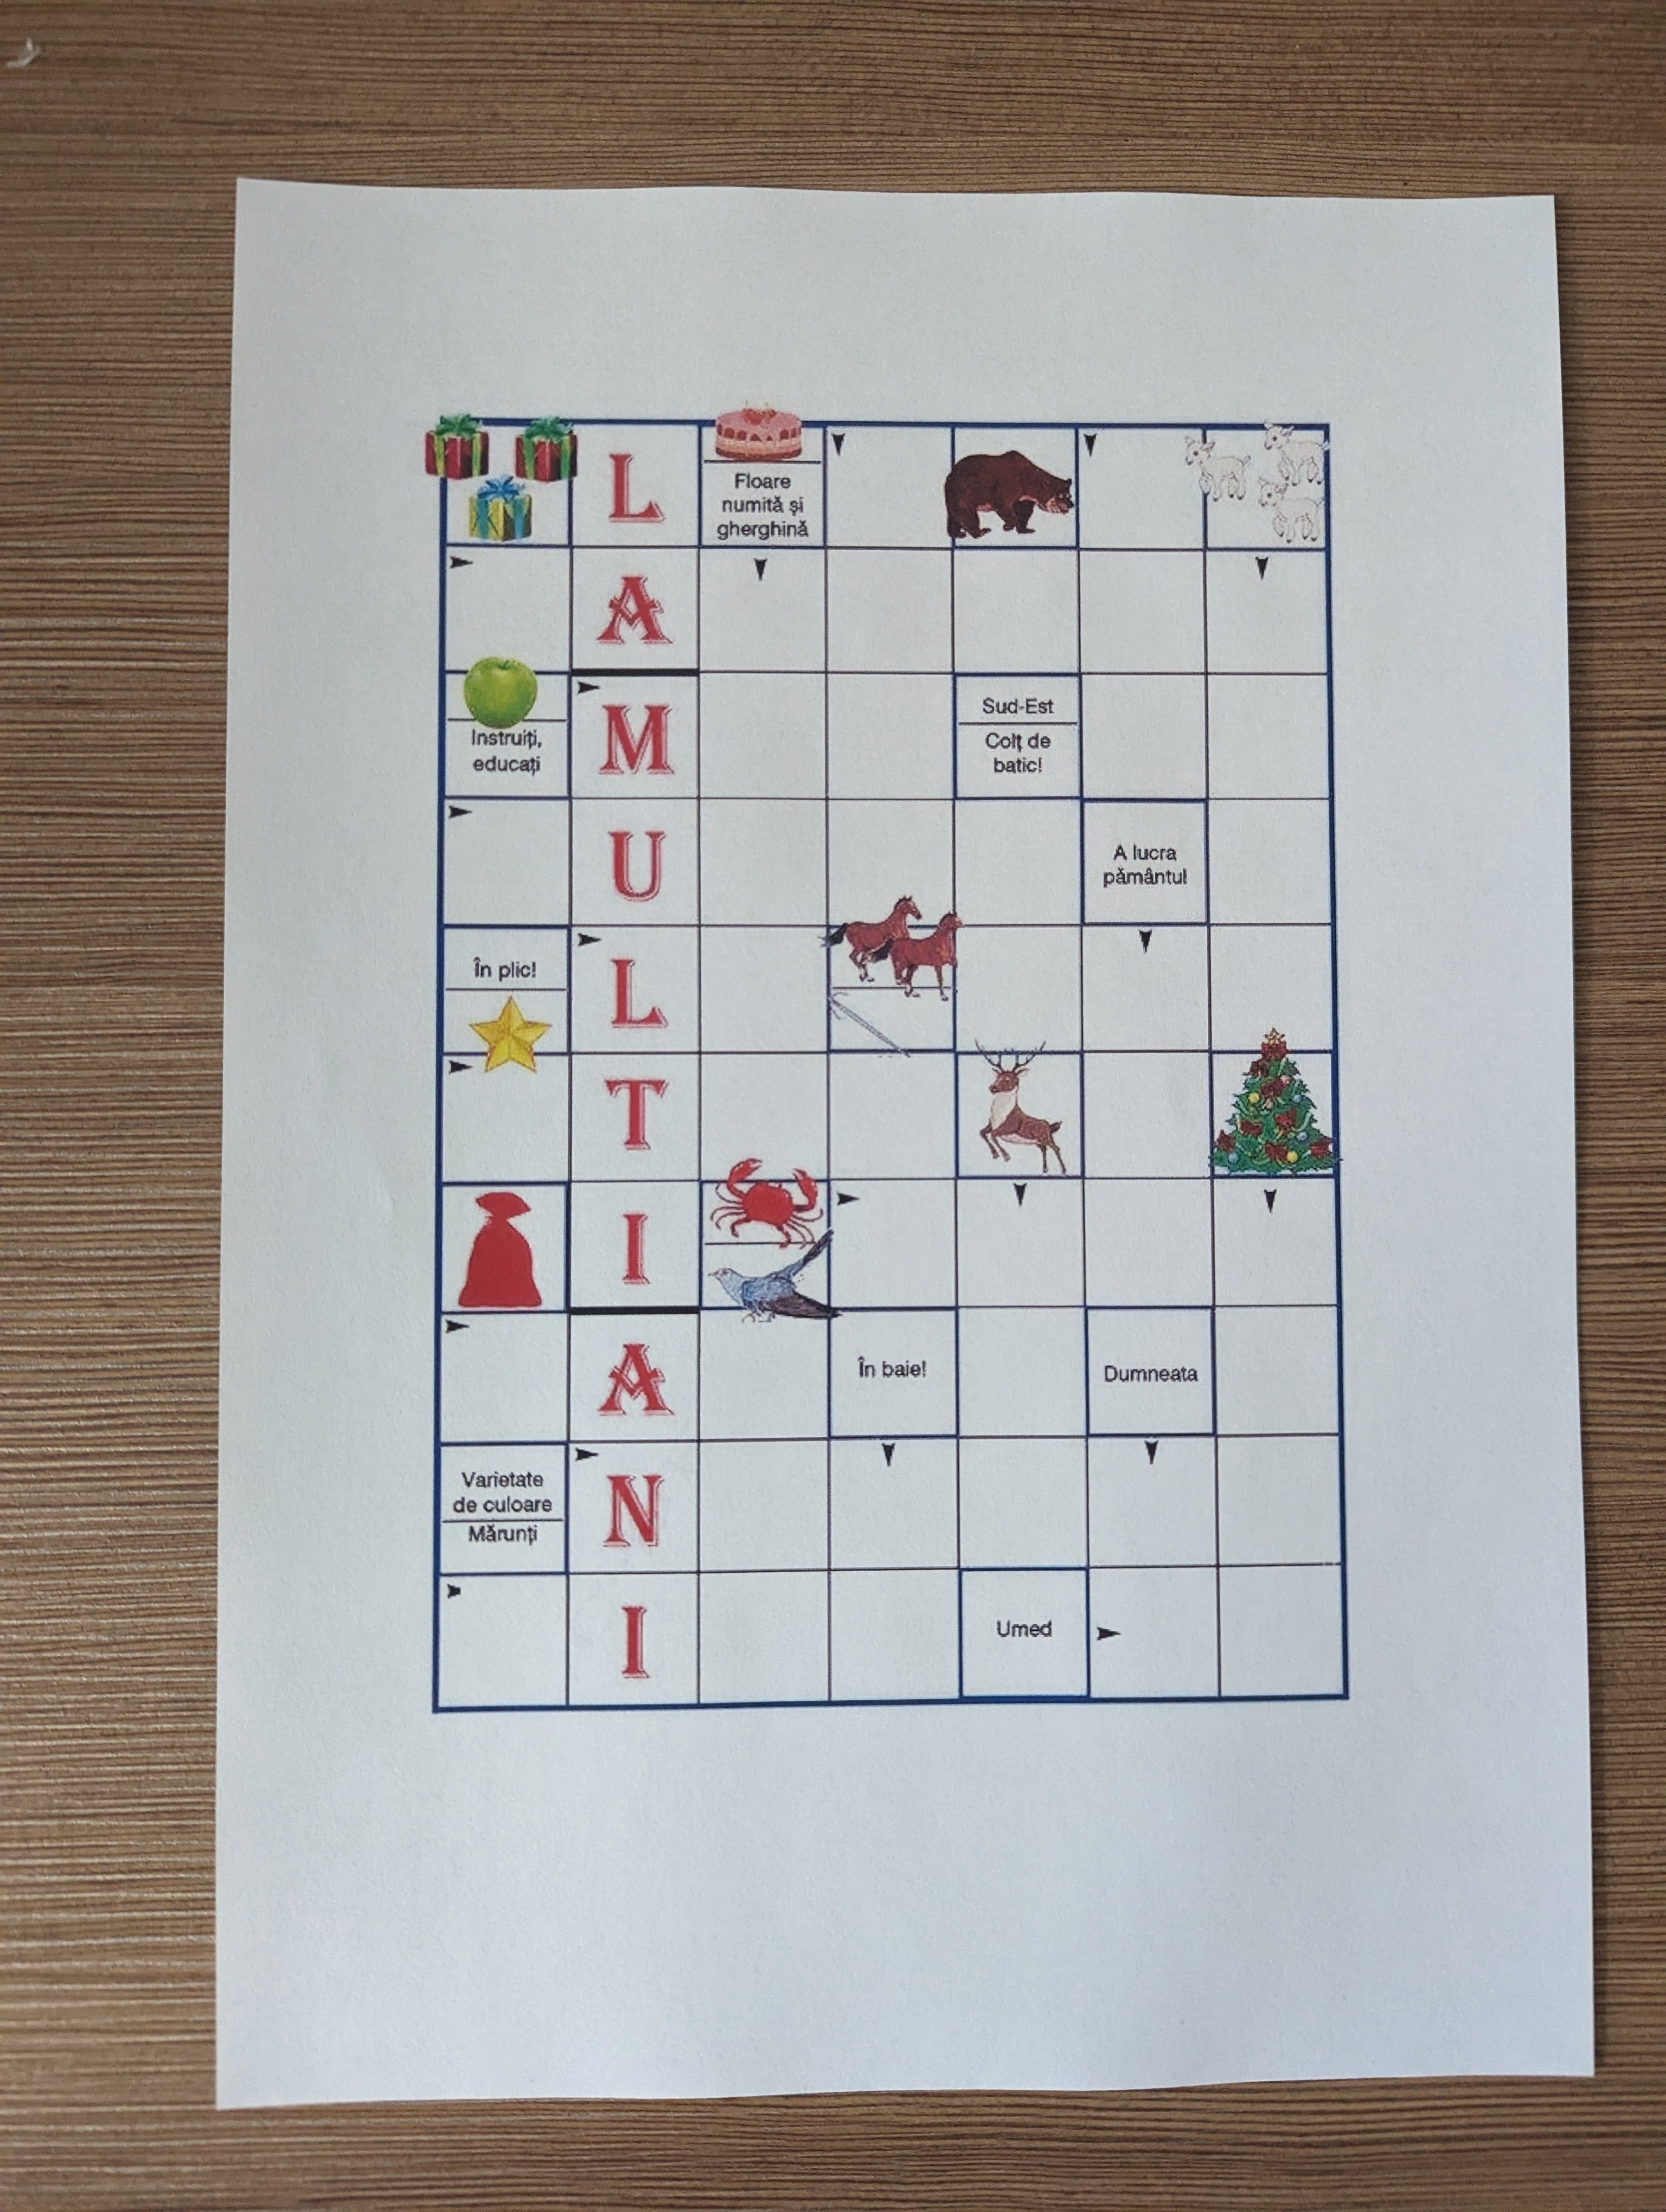 L
Floare
numită și
gherghină
A
M
Sud-Est
Colț de
batic!
Instruiți,
educați
U
A lucra
pământul
În plic!
L
T
I
A
În baie!
Dumneata
Varietate
de culoare
Mărunți
N
I
Umed